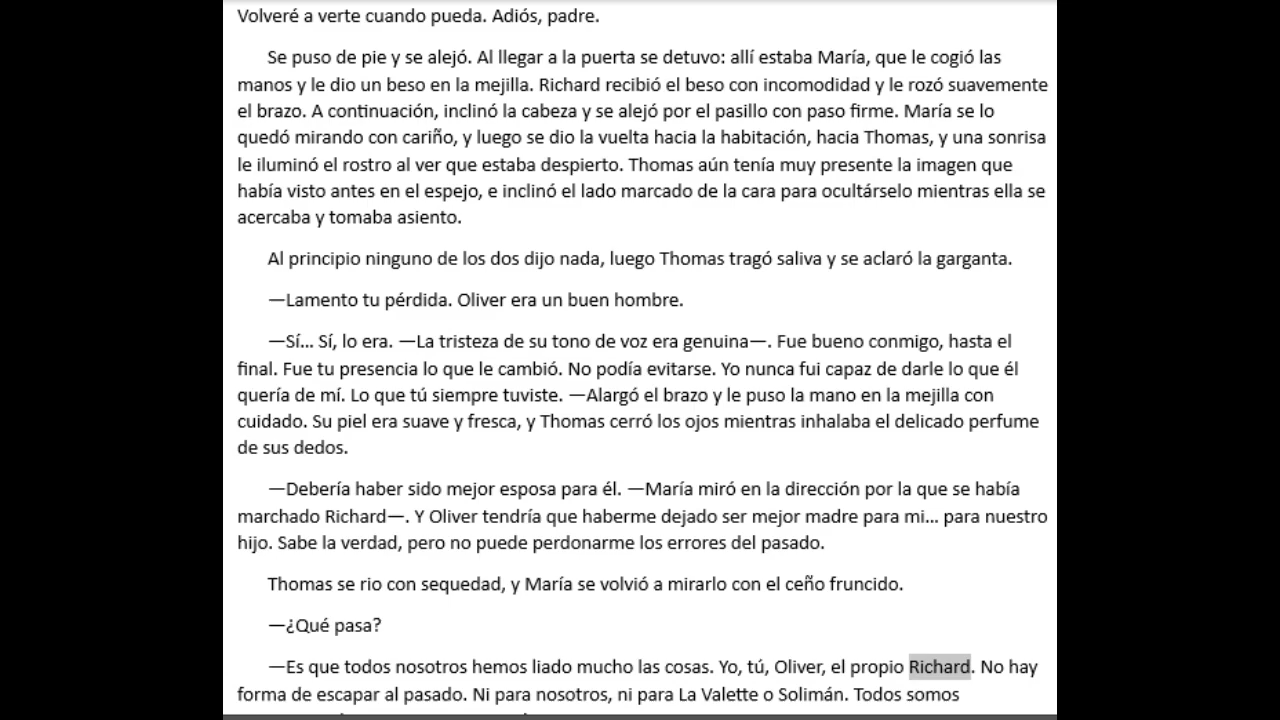 Volveré a verte cuando pueda. Adiós, padre.
Se puso de pie y se alejó. Al llegar a la puerta se detuvo: allí estaba María, que le cogió las
manos y le dio un beso en la mejilla. Richard recibió el beso con incomodidad y le rozó suavemente
el brazo. A continuación, inclinó la cabeza y se alejó por el pasillo con paso firme. María se lo
quedó mirando con cariño, y luego se dio la vuelta hacia la habitación, hacia Thomas, y una sonrisa
le iluminó el rostro al ver que estaba despierto. Thomas aún tenía muy presente la imagen que
había visto antes en el espejo, e inclinó el lado marcado de la cara para ocultárselo mientras ella se
acercaba y tomaba asiento.
Al principio ninguno de los dos dijo nada, luego Thomas tragó saliva y se aclaró la garganta.
—Lamento tu pérdida. Oliver era un buen hombre.
—Sí... Sí, lo era. —La tristeza de su tono de voz era genuina—. Fue bueno conmigo, hasta el
final. Fue tu presencia lo que le cambió. No podía evitarse. Yo nunca fui capaz de darle lo que él
quería de mí. Lo que tú siempre tuviste. —Alargó el brazo y le puso la mano en la mejilla con
cuidado. Su piel era suave y fresca, y Thomas cerró los ojos mientras inhalaba el delicado perfume
de sus dedos.
—Debería haber sido mejor esposa para él. —María miró en la dirección por la que se había
marchado Richard—. Y Oliver tendría que haberme dejado ser mejor madre para mi... para nuestro
hijo. Sabe la verdad, pero no puede perdonarme los errores del pasado.
Thomas se rio con sequedad, y María se volvió a mirarlo con el ceño fruncido.
—¿Qué pasa?
—Es que todos nosotros hemos liado mucho las cosas. Yo, tú, Oliver, el propio Richard. No hay
forma de escapar al pasado. Ni para nosotros, ni para La Valette o Solimán. Todos somos